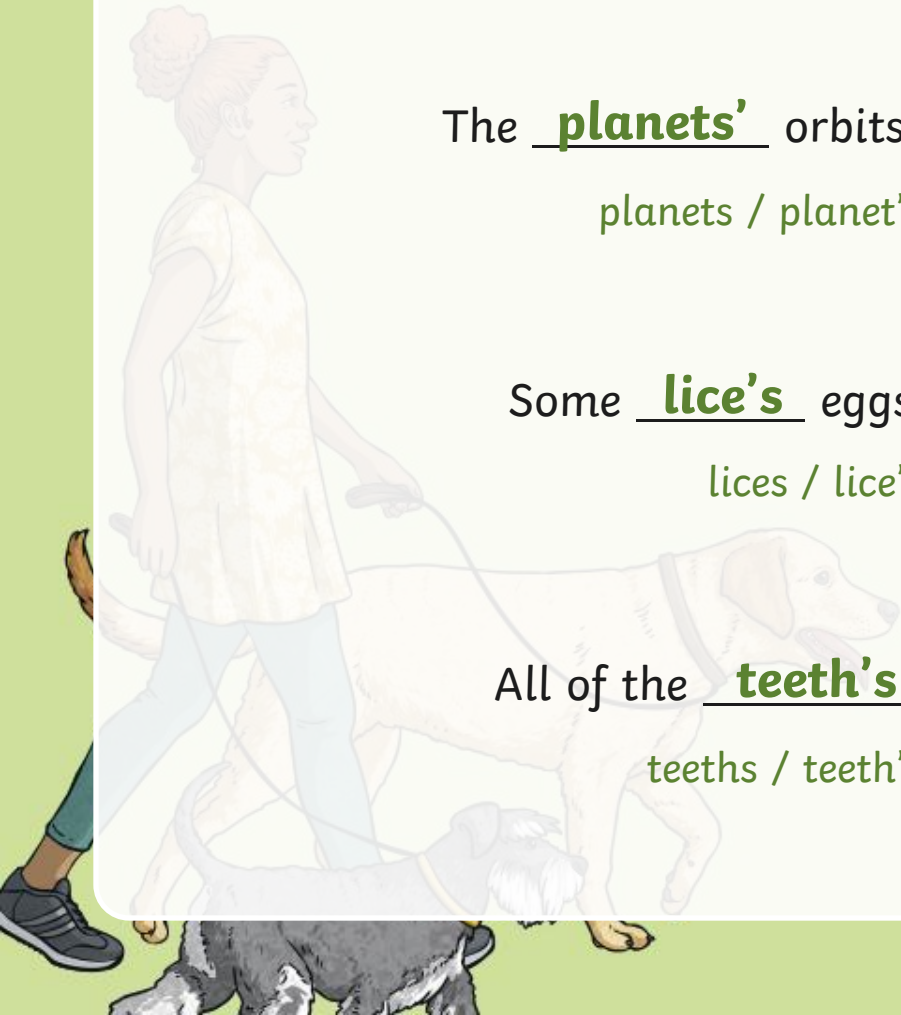 The planets’ orbits
planets / planet’
Some lice’s eggs
lices / lice’
All of the teeth’s
teeths / teeth’